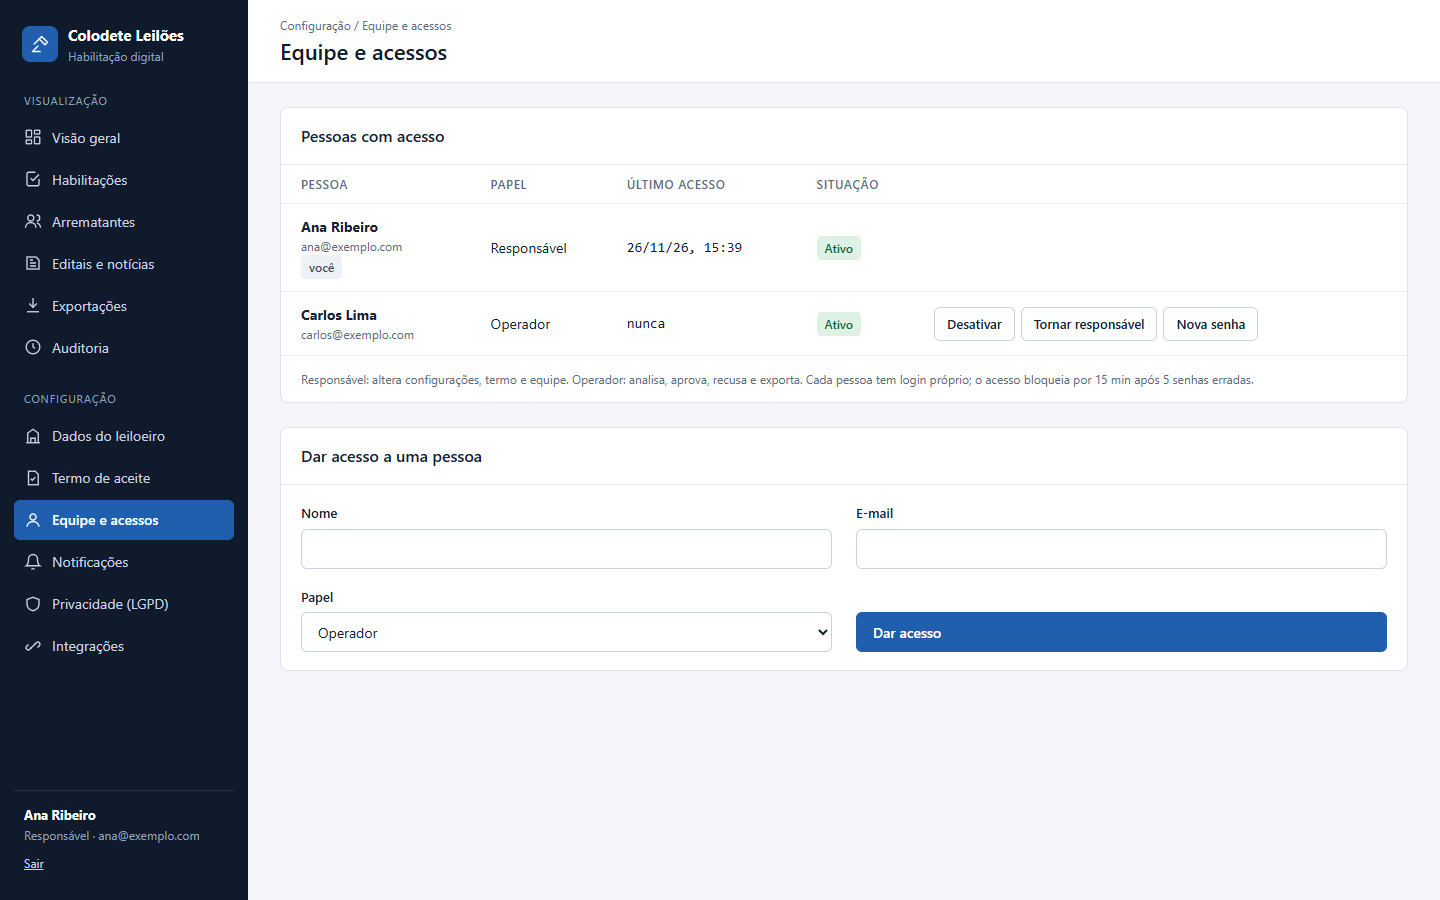 Colodete Leilões
Habilitação digital
VISUALIZAÇÃO
Visão geral
Habilitações
Arrematantes
Editais e notícias
Exportações
Auditoria
CONFIGURAÇÃO
Dados do leiloeiro
Termo de aceite
Equipe e acessos
Notificações
Privacidade (LGPD)
Integrações
Ana Ribeiro
Responsável · ana@exemplo.com
Sair
Configuração / Equipe e acessos
Equipe e acessos
Pessoas com acesso
PESSOA PAPEL ÚLTIMO ACESSO SITUAÇÃO
Ana Ribeiro
ana@exemplo.com
você
Responsável 26/11/26, 15:39 Ativo
Carlos Lima
carlos@exemplo.com
Operador nunca Ativo Desativar Tornar responsável Nova senha
Responsável: altera configurações, termo e equipe. Operador: analisa, aprova, recusa e exporta. Cada pessoa tem login próprio; o acesso bloqueia por 15 min após 5 senhas erradas.
Dar acesso a uma pessoa
Nome E-mail
Papel
Operador Dar acesso